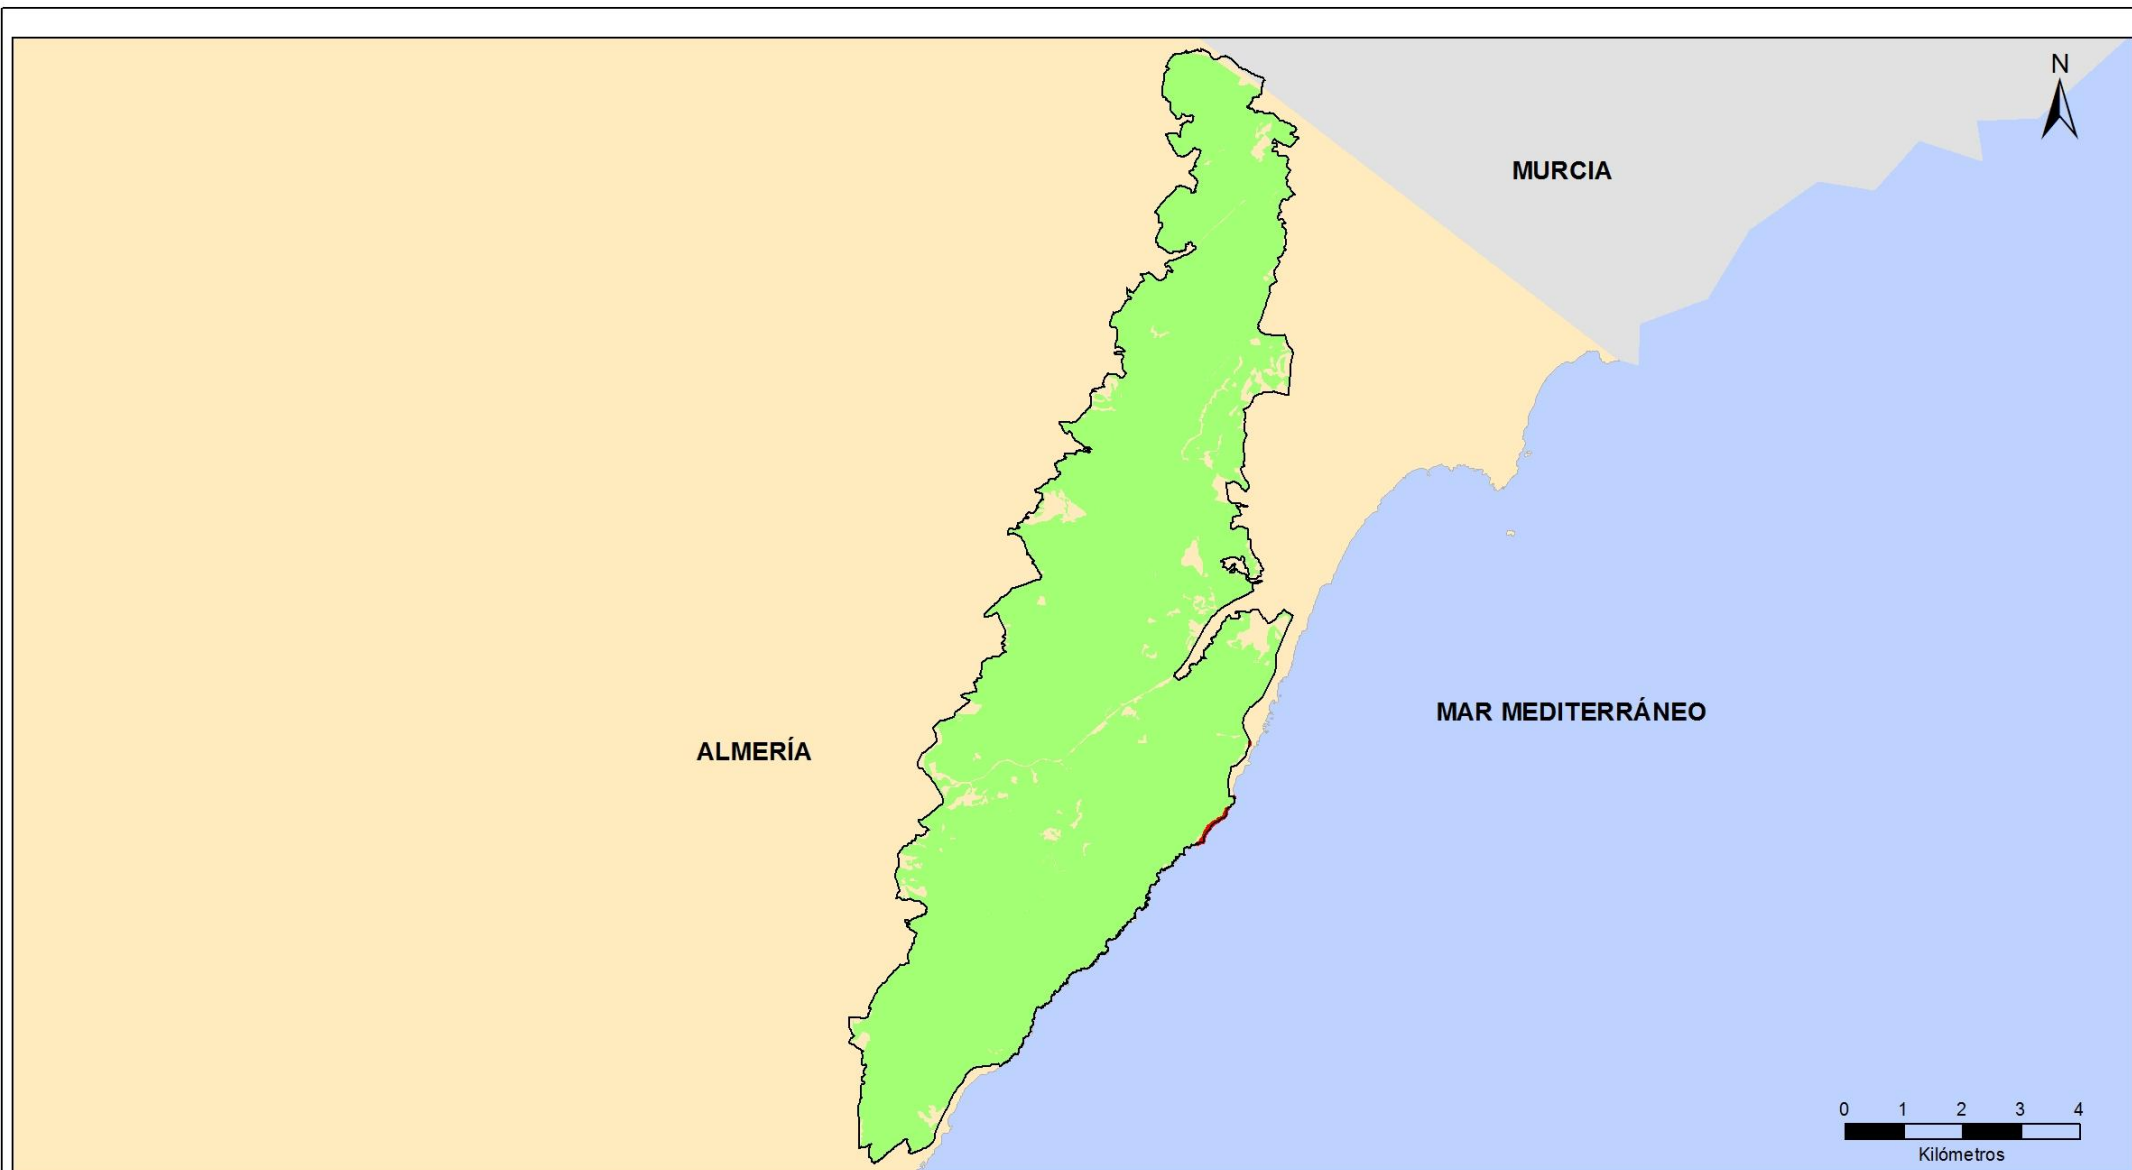 N
MURCIA
MAR MEDITERRÁNEO
ALMERÍA
0 1 2 3 4
Kilómetros